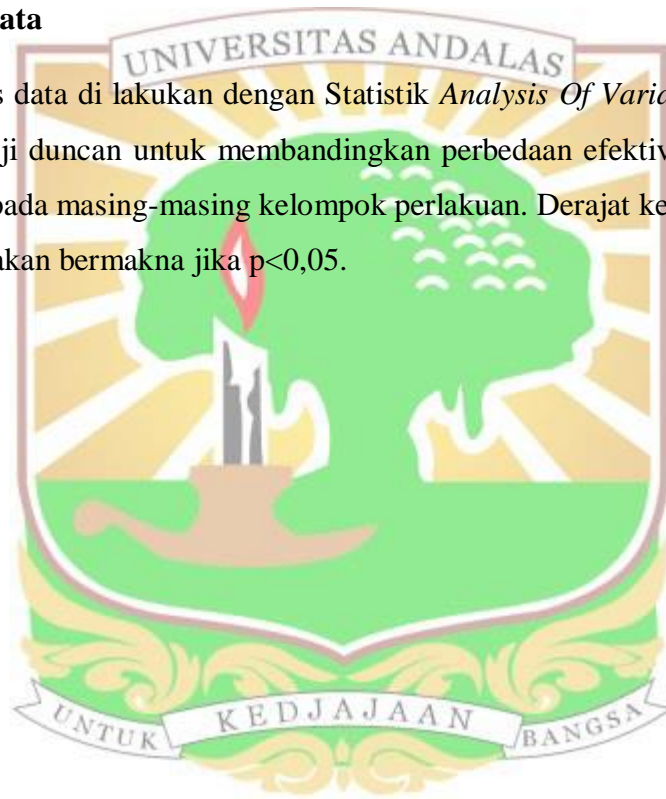 ata
UNIVERSITAS ANDALAS
s data di lakukan dengan Statistik Analysis Of Varia
ji duncan untuk membandingkan perbedaan efektiv
pada masing-masing kelompok perlakuan. Derajat ke
akan bermakna jika p<0,05.
UNTUK KEDJAJAAN BANGSA